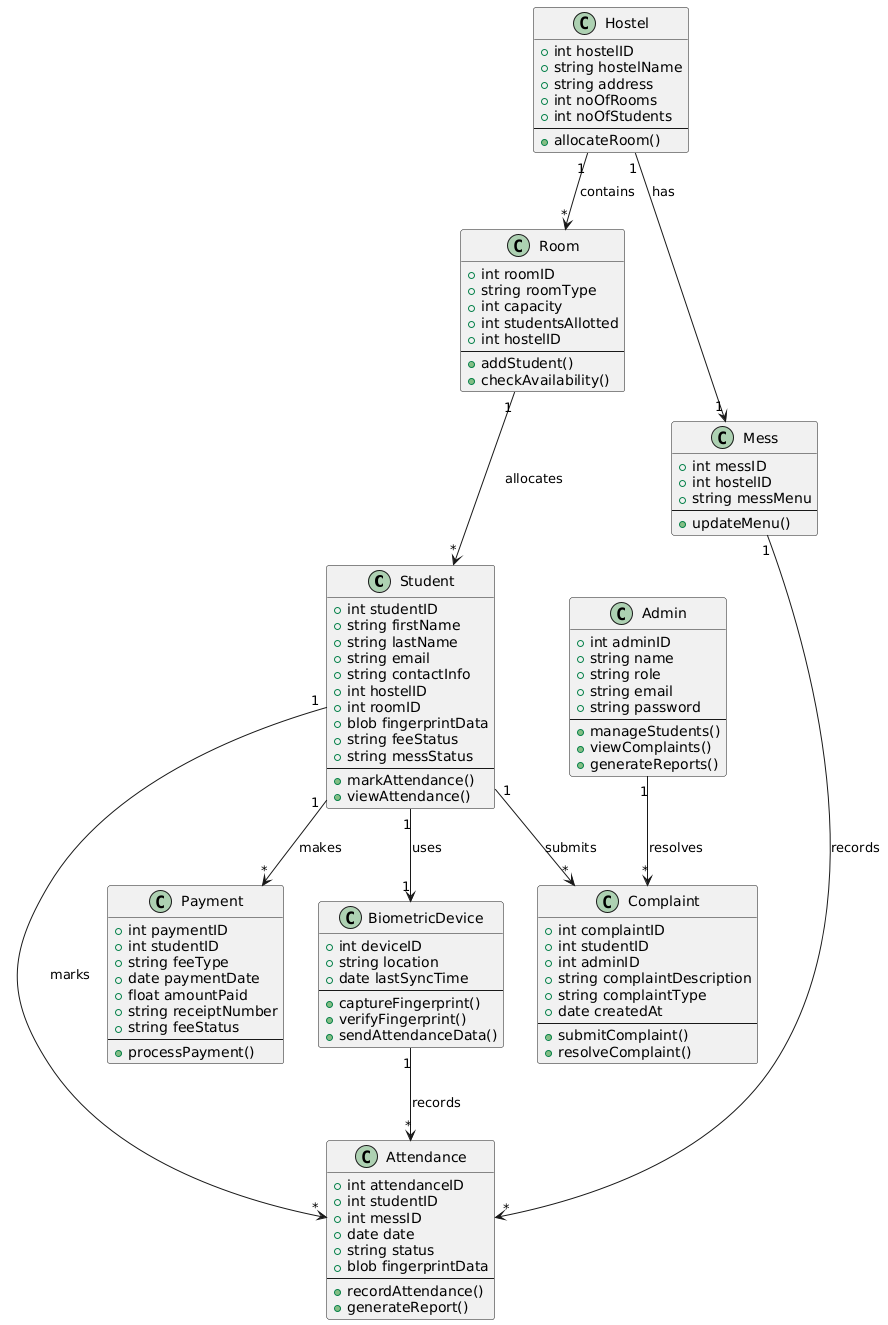 C Hostel
int hostelID
string hostelName
string address
int noOfRooms
int noOfStudents
allocateRoom()
1
1
contains
has
*
C Room
int roomID
string roomType
int capacity
int studentsAllotted
int hostelID
addStudent()
checkAvailability()
1
1
C Mess
int messID
int hostelID
string messMenu
updateMenu()
allocates
*
1
C Student
int studentID
string firstName
string lastName
string email
string contactInfo
int hostelID
int roomID
blob fingerprintData
string feeStatus
string messStatus
markAttendance()
viewAttendance()
C Admin
int adminID
string name
string role
string email
string password
manageStudents()
viewComplaints()
generateReports()
1
1
1
1
1
makes
uses
submits
resolves
records
*
1
*
*
C Payment
int paymentID
int studentID
string feeType
date paymentDate
float amountPaid
string receiptNumber
string feeStatus
processPayment()
C BiometricDevice
int deviceID
string location
date lastSyncTime
captureFingerprint()
verifyFingerprint()
sendAttendanceData()
C Complaint
int complaintID
int studentID
int adminID
string complaintDescription
string complaintType
date createdAt
submitComplaint()
resolveComplaint()
marks
1
records
*
*
*
C Attendance
int attendanceID
int studentID
int messID
date date
string status
blob fingerprintData
recordAttendance()
generateReport()